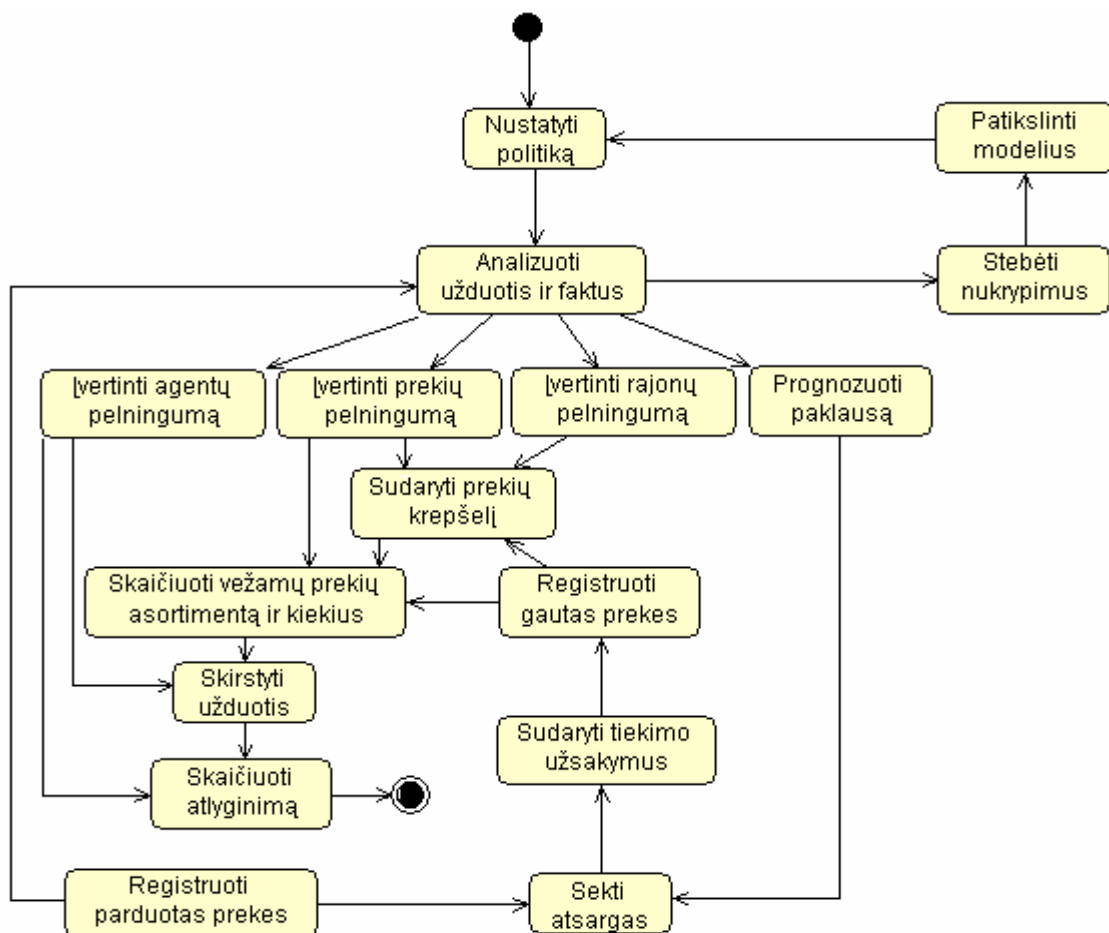 Nustatyti
politiką
Patikslinti
modelius
Analizuoti
užduotis ir faktus
Stebėti
nukrypimus
Įvertinti agentų
pelningumą
Įvertinti prekių
pelningumą
Įvertinti rajonų
pelningumą
Prognozuoti
paklausą
Sudaryti prekių
krepšelį
Skaičiuoti vežamų prekių
asortimentą ir kiekius
Registruoti
gautas prekes
Skirstyti
užduotis
Sudaryti tiekimo
užsakymus
Skaičiuoti
atlyginimą
Registruoti
parduotas prekes
Sekti
atsargas